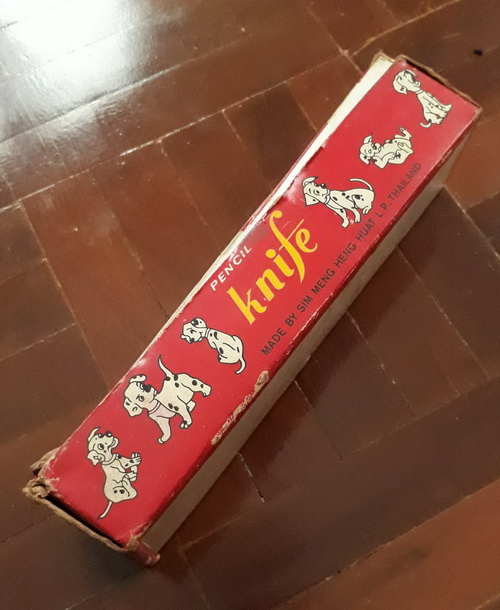 PENCIL
knife
MADE BY SIM MENG HENG HUAT L.P. THAILAND